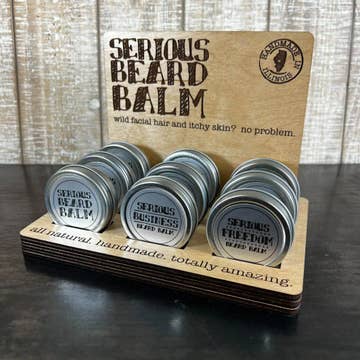 SERIOUS
BEARD
BALM
HANDMADE IN
ILLINOIS
wild facial hair and itchy skin? no problem.
SERIOUS
BEARD
BALM
SERIOUS
BUSINESS
BEARD BALM
SERIOUS
FREEDOM
BEARD BALM
all natural. handmade. totally amazing.